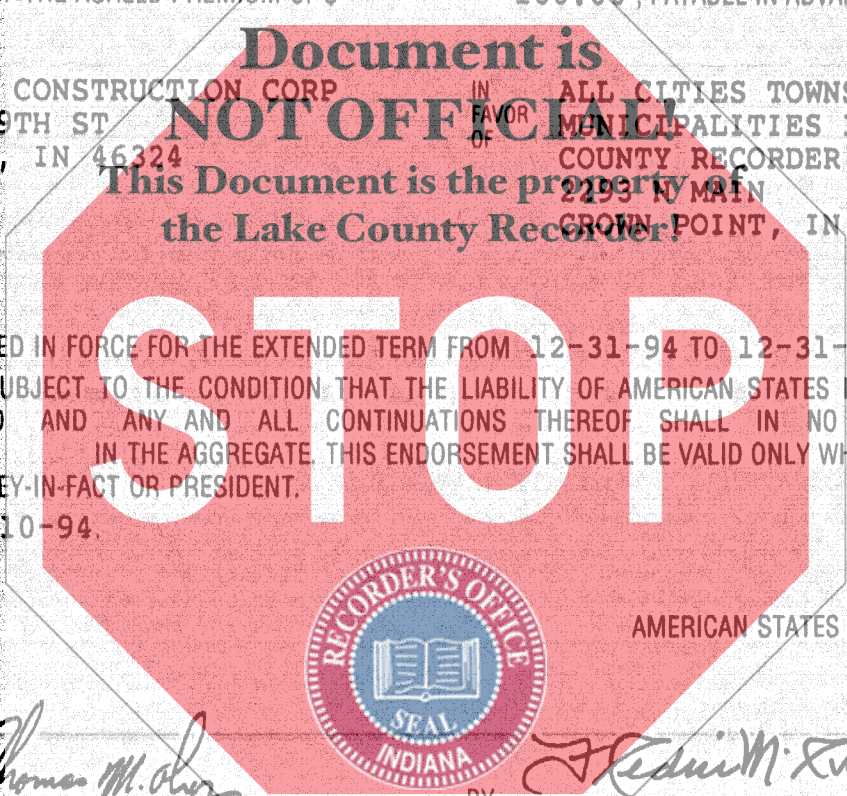 Document is
CONSTRUCTION CORP IN FAVOR OF ALL CITIES TOWNS
9TH ST NOT OFFICIAL! MUNICIPALITIES
, IN 46324 COUNTY RECORDER
This Document is the property of
2293 N MAIN
the Lake County Recorder!
CROWN POINT, IN
STOP
ED IN FORCE FOR THE EXTENDED TERM FROM 12-31-94 TO 12-31-
UBJECT TO THE CONDITION THAT THE LIABILITY OF AMERICAN STATES
AND ANY AND ALL CONTINUATIONS THEREOF SHALL IN NO
IN THE AGGREGATE. THIS ENDORSEMENT SHALL BE VALID ONLY WH
EY-IN-FACT OR PRESIDENT.
10-94.
RECORDER'S OFFICE
SEAL
INDIANA
AMERICAN STATES
Thomas M.
BY